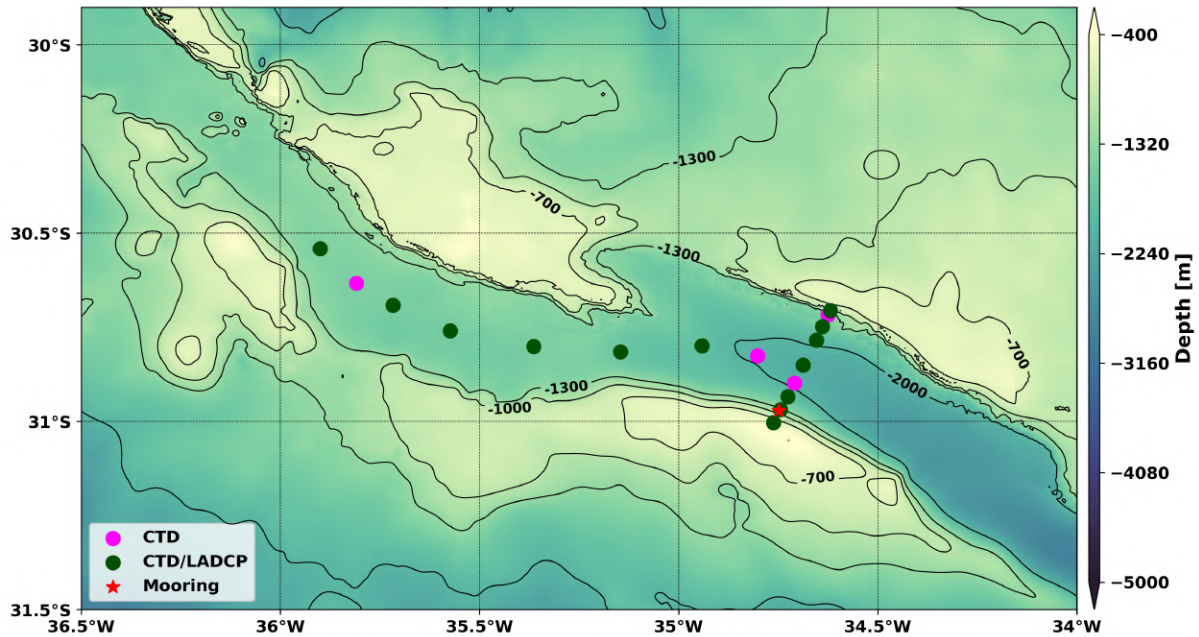 30°S
30.5°S
31°S
31.5°S
36.5°W
36°W
35.5°W
35°W
34.5°W
34°W
-1300
-700
-1300
-700
-2000
-1300
-1000
-700
CTD
CTD/LADCP
Mooring
−400
−1320
−2240
−3160
−4080
−5000
Depth [m]